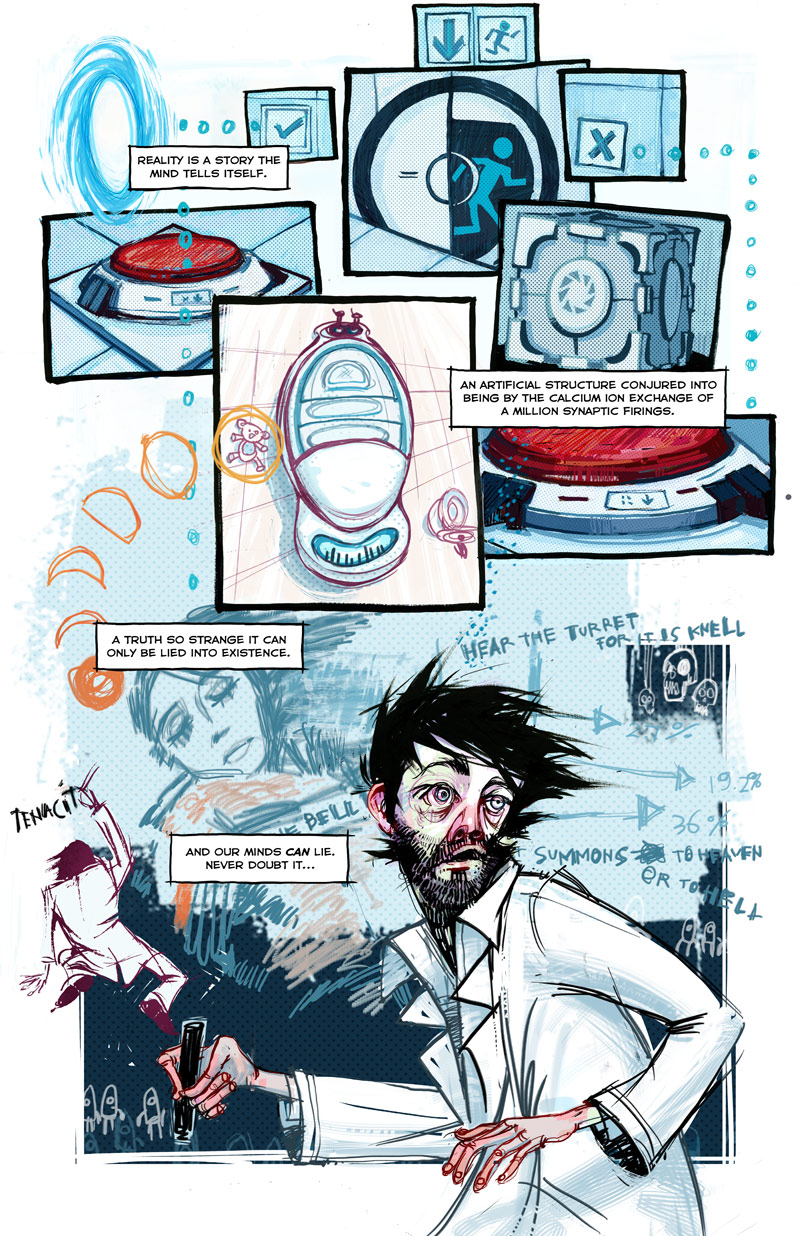 REALITY IS A STORY THE
MIND TELLS ITSELF.
AN ARTIFICIAL STRUCTURE CONJURED INTO
BEING BY THE CALCIUM ION EXCHANGE OF
A MILLION SYNAPTIC FIRINGS.
A TRUTH SO STRANGE IT CAN
ONLY BE LIED INTO EXISTENCE.
HEAR THE TURRET
FOR IT IS KNELL
19.2%
36%
BELL
AND OUR MINDS CAN LIE.
NEVER DOUBT IT...
SUMMONS TO HEAVEN
OR TO HELL